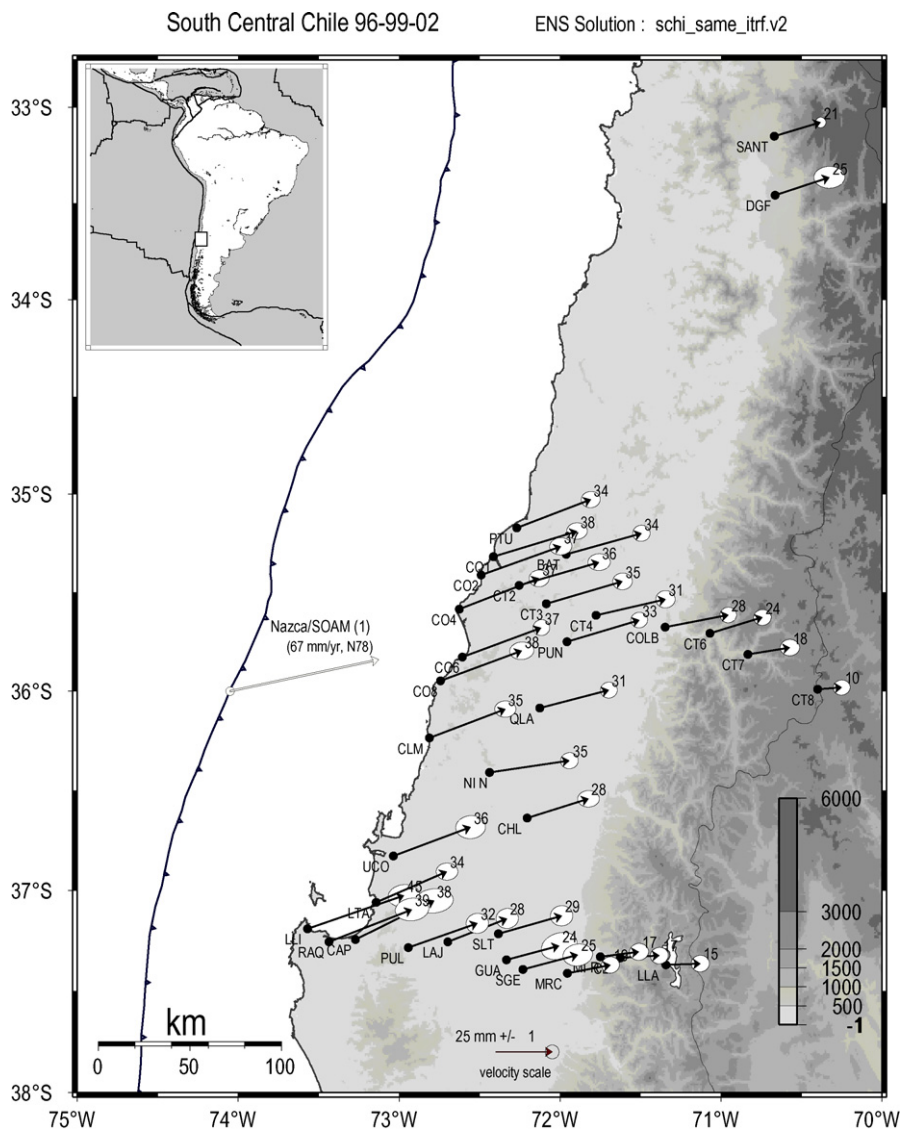 South Central Chile 96-99-02
ENS Solution : schi_same_itrf.v2
33°S
21
SANT
25
DGF
34°S
35°S
34
PTU
38
CO1
37
34
BAT
CO2
36
37
CT2
35
CO4
CT3
31
CT4
33
28
COLB
24
CT6
PUN
37
CO6
18
CT7
Nazca/SOAM (1)
(67 mm/yr, N78)
38
CO8
36°S
10
CT8
31
QLA
35
CLM
35
NIN
28
CHL
6000
36
UCO
34
37°S
LTA
38
39
LLI
RAQ
CAP
3000
32
28
29
PUL
LAJ
SLT
2000
24
25
17
15
1500
GUA
SGE
MRC
LLA
1000
500
-1
km
0
50
100
25 mm +/- 1
velocity scale
38°S
75°W
74°W
73°W
72°W
71°W
70°W